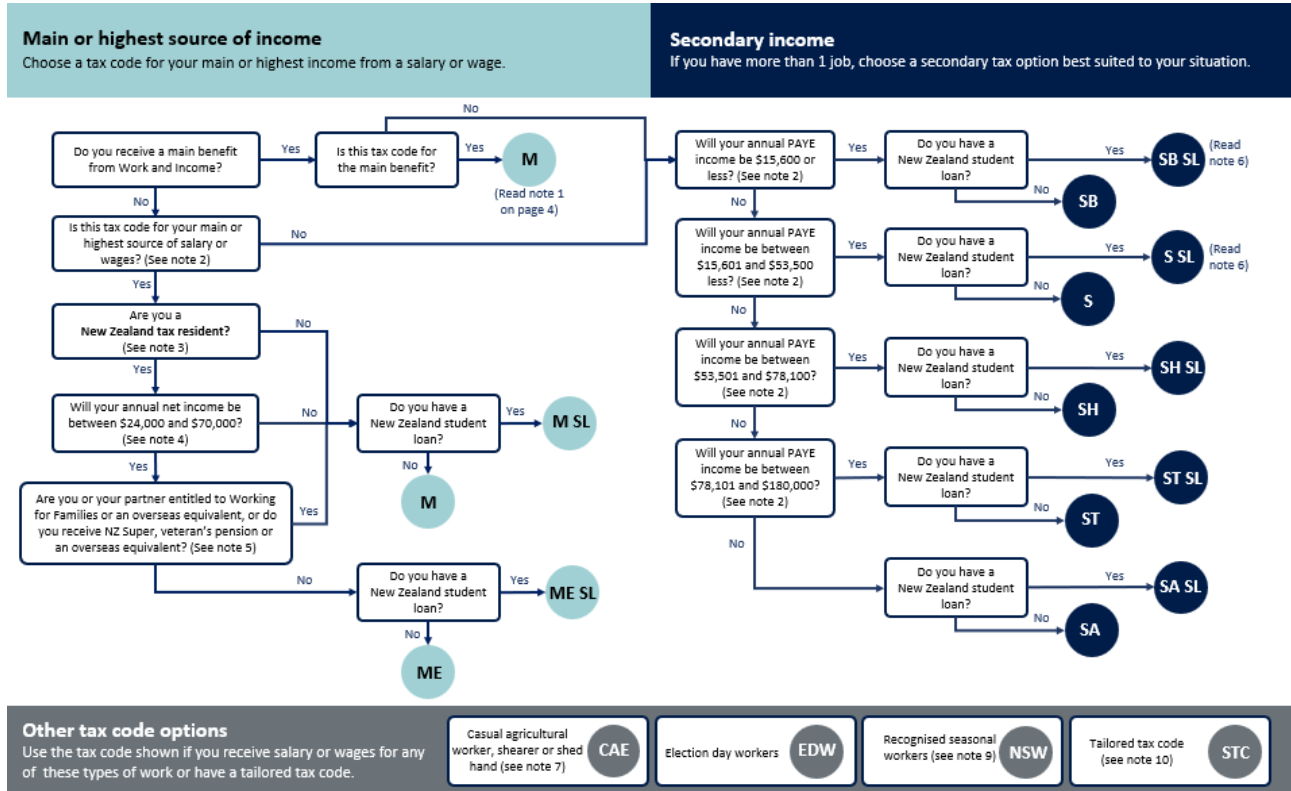 Main or highest source of income
Choose a tax code for your main or highest income from a salary or wage.
Secondary income
If you have more than 1 job, choose a secondary tax option best suited to your situation.
No
Do you receive a main benefit
from Work and Income?
Yes
Is this tax code for
the main benefit?
Yes
M
(Read note 1
on page 4)
No
Is this tax code for your main or
highest source of salary or
wages? (See note 2)
No
Yes
Are you a
New Zealand tax resident?
(See note 3)
No
Yes
Will your annual net income be
between $24,000 and $70,000?
(See note 4)
No
Do you have a
New Zealand student
loan?
Yes
M SL
No
M
Yes
Are you or your partner entitled to Working
for Families or an overseas equivalent, or do
you receive NZ Super, veteran's pension or
an overseas equivalent? (See note 5)
Yes
No
Do you have a
New Zealand student
loan?
Yes
ME SL
No
ME
Will your annual PAYE
income be $15,600 or
less? (See note 2)
Yes
Do you have a
New Zealand student
loan?
Yes
SB SL
(Read
note 6)
No
SB
No
Will your annual PAYE
income be between
$15,601 and $53,500
less? (See note 2)
Yes
Do you have a
New Zealand student
loan?
Yes
S SL
(Read
note 6)
No
S
No
Will your annual PAYE
income be between
$53,501 and $78,100?
(See note 2)
Yes
Do you have a
New Zealand student
loan?
Yes
SH SL
No
SH
No
Will your annual PAYE
income be between
$78,101 and $180,000?
(See note 2)
Yes
Do you have a
New Zealand student
loan?
Yes
ST SL
No
ST
No
Do you have a
New Zealand student
loan?
Yes
SA SL
No
SA
Other tax code options
Use the tax code shown if you receive salary or wages for any
of these types of work or have a tailored tax code.
Casual agricultural
worker, shearer or shed
hand (see note 7)
CAE
Election day workers
EDW
Recognised seasonal
workers (see note 9)
NSW
Tailored tax code
(see note 10)
STC